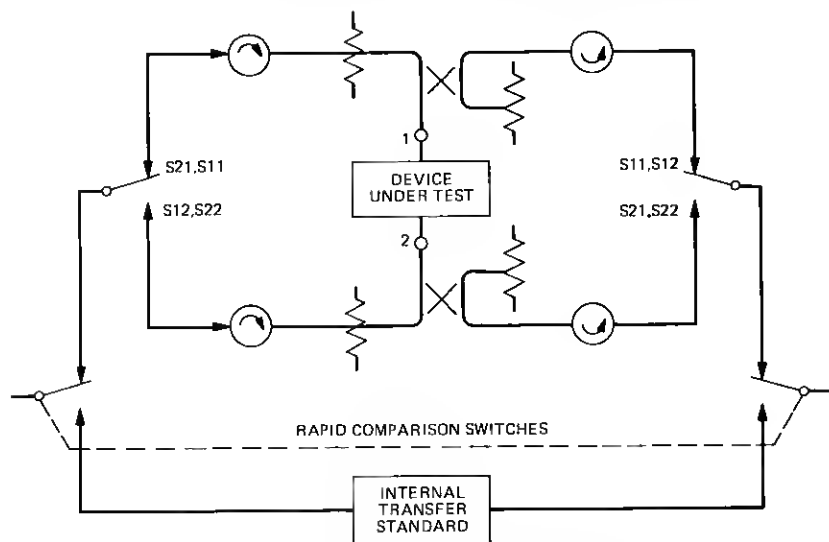 1
S21,S11
S11,S12
DEVICE
UNDER TEST
S12,S22
S21,S22
2
RAPID COMPARISON SWITCHES
INTERNAL
TRANSFER
STANDARD